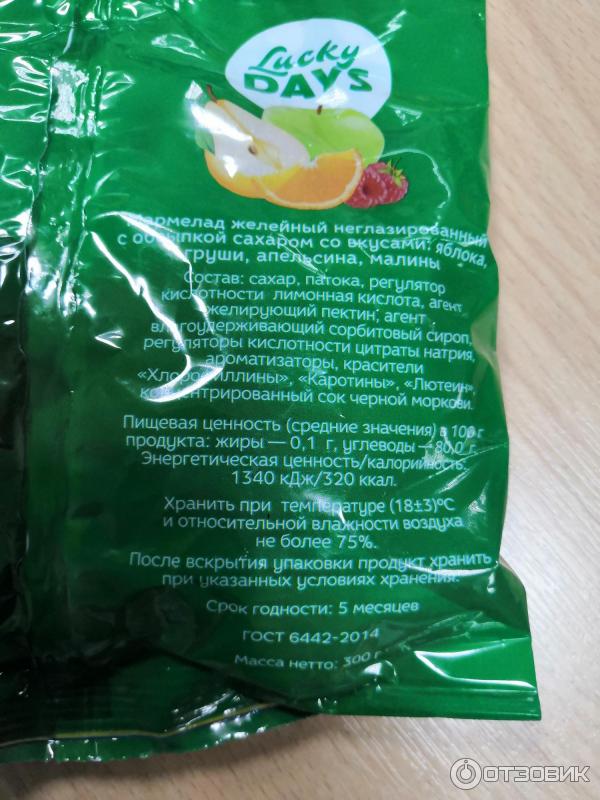 Lucky
DAYS
Мармелад желейный неглазированный
с обсыпкой сахаром со вкусами: яблока,
груши, апельсина, малины
Состав: сахар, патока, регулятор
кислотности лимонная кислота, агент
желирующий пектин, агент
влагоудерживающий сорбитовый сироп,
регуляторы кислотности цитраты натрия,
ароматизаторы, красители
«Хлорофиллины», «Каротины», «Лютеин»,
концентрированный сок черной моркови.
Пищевая ценность (средние значения) в 100 г
продукта: жиры — 0,1 г, углеводы — 80,0 г.
Энергетическая ценность/калорийность:
1340 кДж/320 ккал.
Хранить при температуре (18±3)°С
и относительной влажности воздуха
не более 75%.
После вскрытия упаковки продукт хранить
при указанных условиях хранения.
Срок годности: 5 месяцев
ГОСТ 6442-2014
Масса нетто: 300 г
ОТЗОВИК